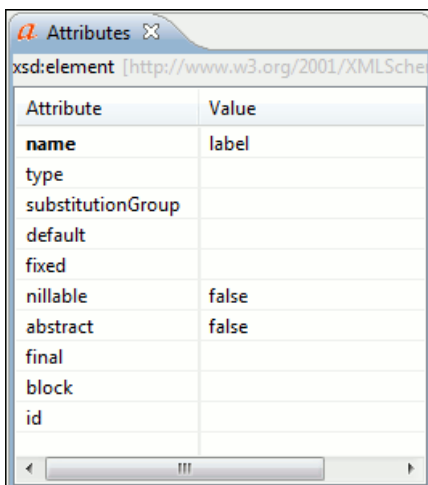 a Attributes
xsd:element [http://www.w3.org/2001/XMLSche
Attribute Value
name label
type
substitutionGroup
default
fixed
nillable false
abstract false
final
block
id